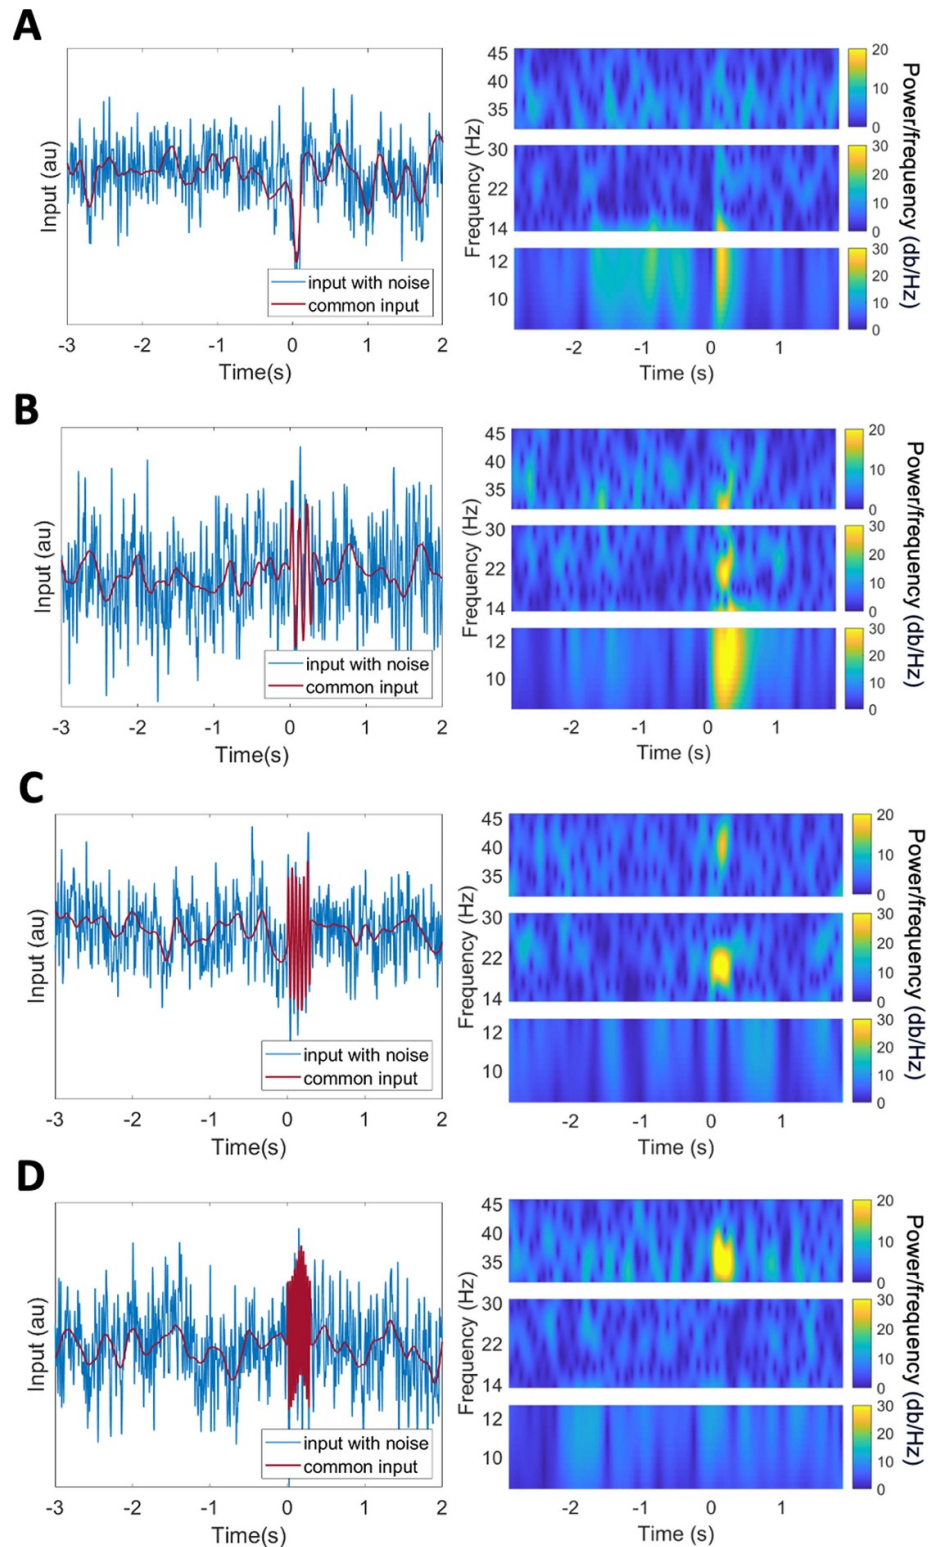 A
Input (au)
input with noise
common input
-3 -2 -1 0 1 2
Time(s)
45
40
35
30
22
14
12
10
Frequency (Hz)
-2 -1 0 1
Time (s)
20
10
0
30
20
10
0
30
20
10
0
Power/frequency (db/Hz)
B
Input (au)
input with noise
common input
-3 -2 -1 0 1 2
Time(s)
45
40
35
30
22
14
12
10
Frequency (Hz)
-2 -1 0 1
Time (s)
20
10
0
30
20
10
0
30
20
10
0
Power/frequency (db/Hz)
C
Input (au)
input with noise
common input
-3 -2 -1 0 1 2
Time(s)
45
40
35
30
22
14
12
10
Frequency (Hz)
-2 -1 0 1
Time (s)
20
10
0
30
20
10
0
30
20
10
0
Power/frequency (db/Hz)
D
Input (au)
input with noise
common input
-3 -2 -1 0 1 2
Time(s)
45
40
35
30
22
14
12
10
Frequency (Hz)
-2 -1 0 1
Time (s)
20
10
0
30
20
10
0
30
20
10
0
Power/frequency (db/Hz)